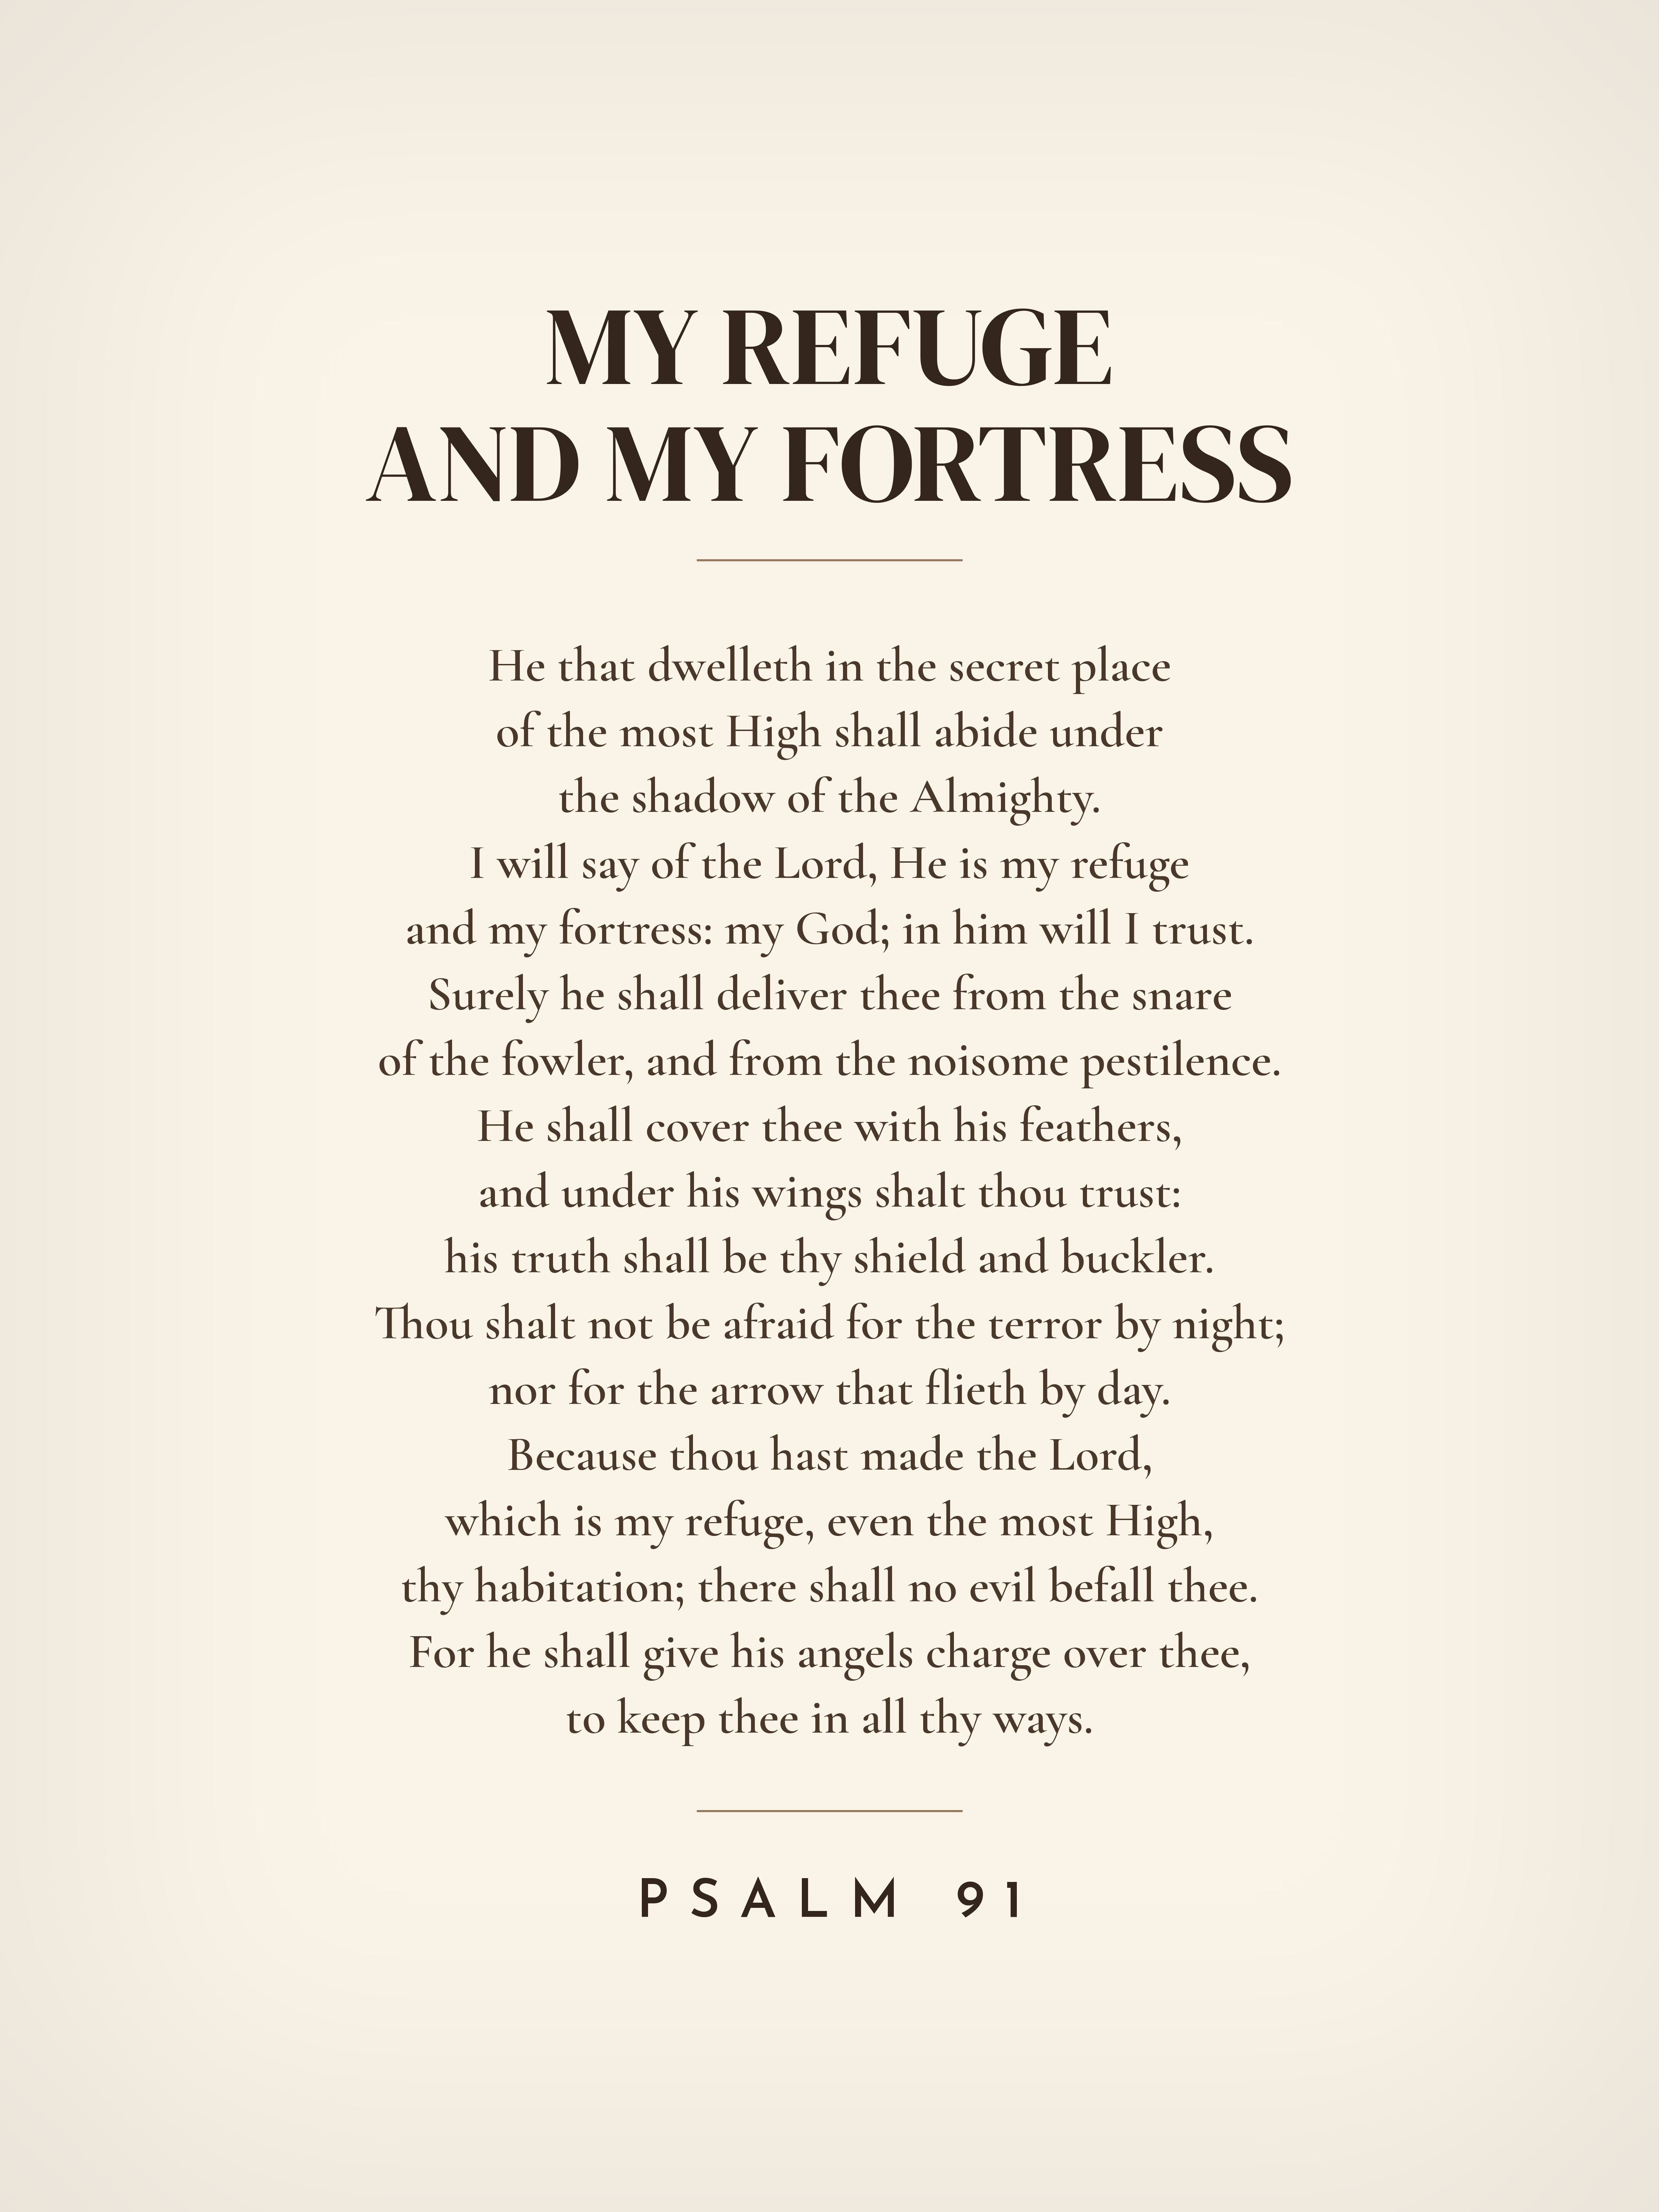 MY REFUGE
AND MY FORTRESS
He that dwelleth in the secret place
of the most High shall abide under
the shadow of the Almighty.
I will say of the Lord, He is my refuge
and my fortress: my God; in him will I trust.
Surely he shall deliver thee from the snare
of the fowler, and from the noisome pestilence.
He shall cover thee with his feathers,
and under his wings shalt thou trust:
his truth shall be thy shield and buckler.
Thou shalt not be afraid for the terror by night;
nor for the arrow that flieth by day.
Because thou hast made the Lord,
which is my refuge, even the most High,
thy habitation; there shall no evil befall thee.
For he shall give his angels charge over thee,
to keep thee in all thy ways.
PSALM 91